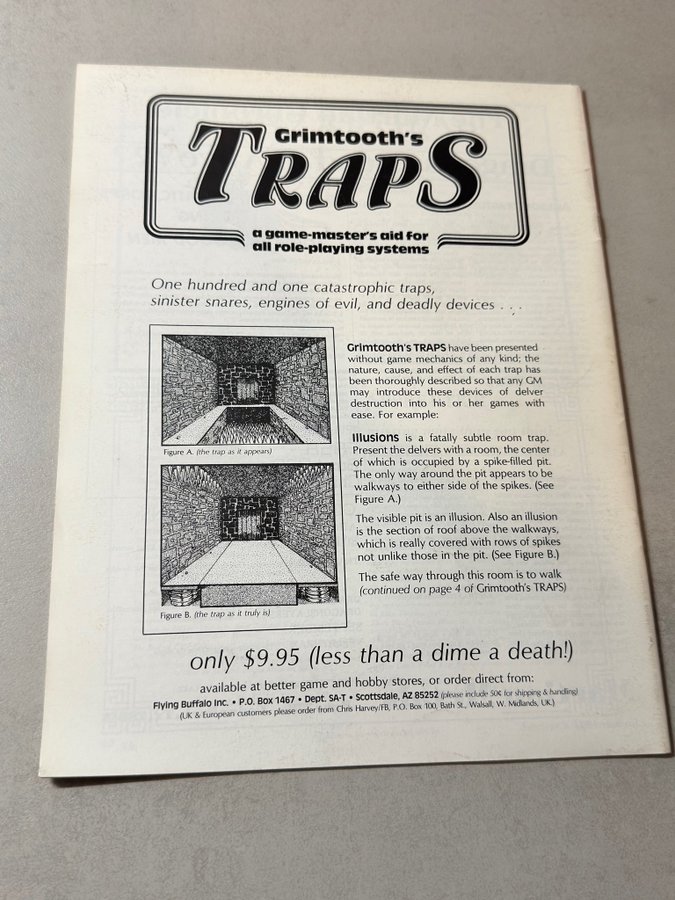 Grimtooth's
TRAPS
a game-master's aid for
all role-playing systems
One hundred and one catastrophic traps,
sinister snares, engines of evil, and deadly devices . . .
Figure A. (the trap as it appears)
Figure B. (the trap as it truly is)
Grimtooth's TRAPS have been presented
without game mechanics of any kind; the
nature, cause, and effect of each trap has
been thoroughly described so that any GM
may introduce these devices of delver
destruction into his or her games with
ease. For example:
Illusions is a fatally subtle room trap.
Present the delvers with a room, the center
of which is occupied by a spike-filled pit.
The only way around the pit appears to be
walkways to either side of the spikes. (See
Figure A.)
The visible pit is an illusion. Also an illusion
is the section of roof above the walkways,
which is really covered with rows of spikes
not unlike those in the pit. (See Figure B.)
The safe way through this room is to walk
(continued on page 4 of Grimtooth's TRAPS)
only $9.95 (less than a dime a death!)
available at better game and hobby stores, or order direct from:
Flying Buffalo Inc. • P.O. Box 1467 • Dept. SA-T • Scottsdale, AZ 85252 (please include 50¢ for shipping & handling)
(UK & European customers please order from Chris Harvey/FB, P.O. Box 100, Bath St., Walsall, W. Midlands, UK.)